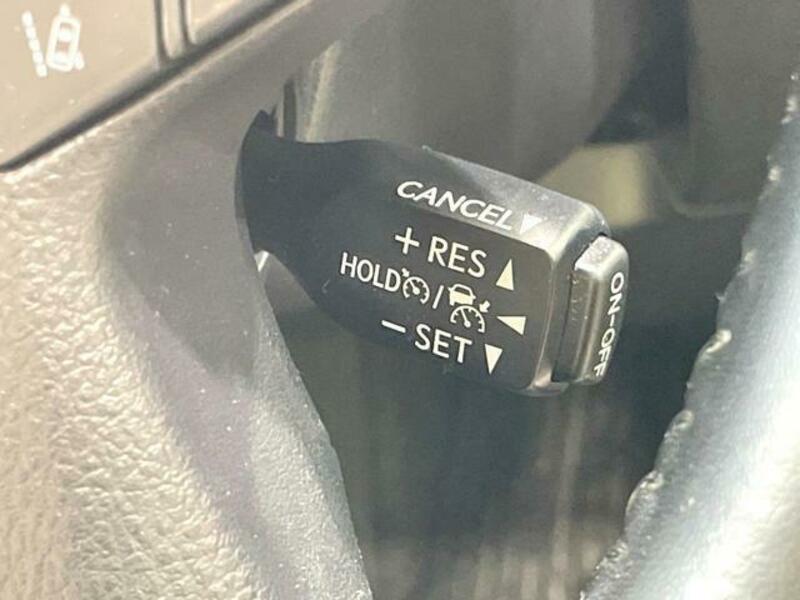 CANCEL
+ RES
HOLD /
− SET
ON-OFF